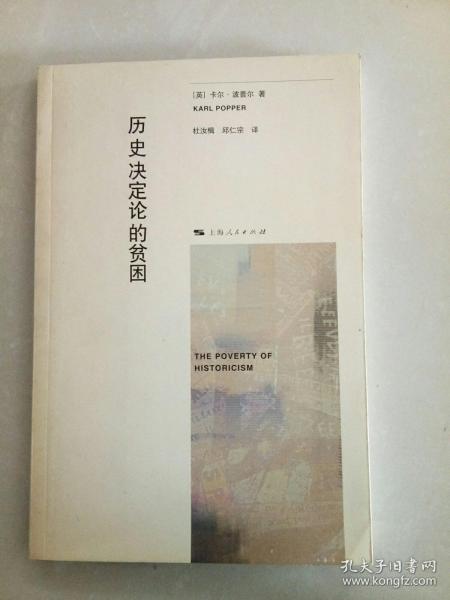 [英] 卡尔·波普尔 著
KARL POPPER
杜汝楫 邱仁宗 译
历史决定论的贫困
上海人民出版社
THE POVERTY OF
HISTORICISM
孔夫子旧书网
www.kongfz.com